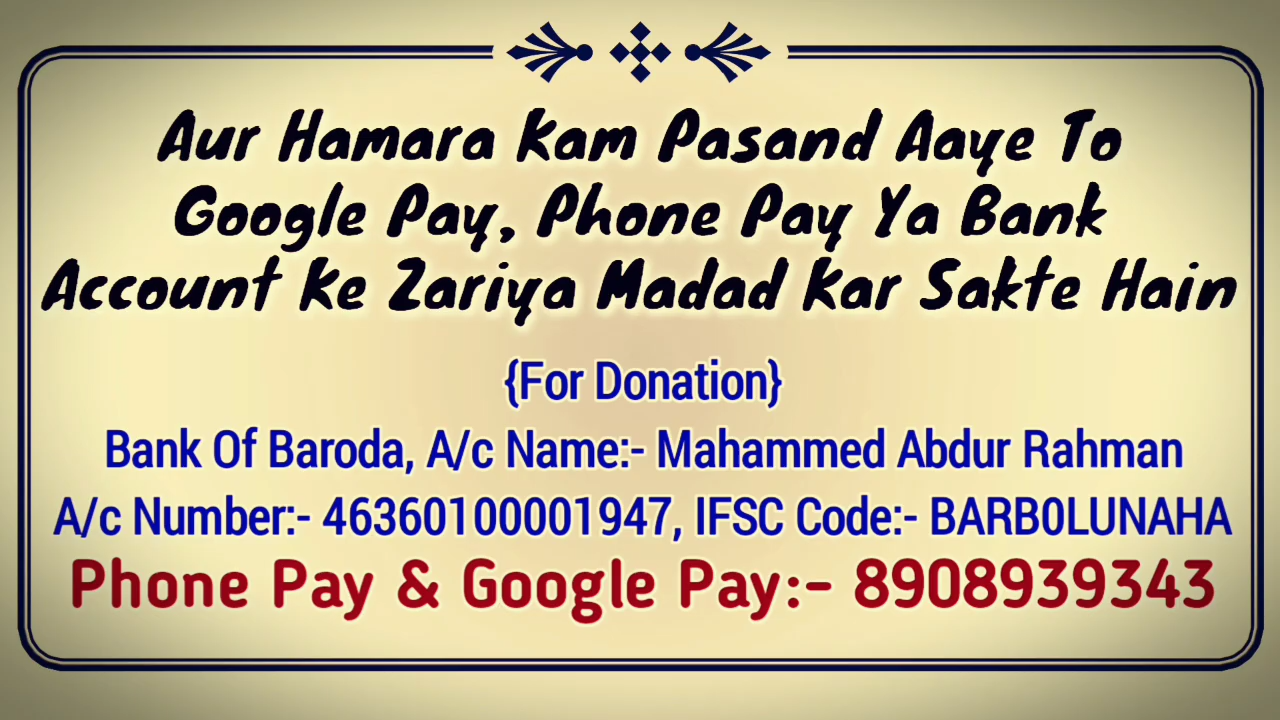 Aur Hamara Kam Pasand Aaye To
Google Pay, Phone Pay Ya Bank
Account Ke Zariya Madad Kar Sakte Hain
{For Donation}
Bank Of Baroda, A/c Name:- Mahammed Abdur Rahman
A/c Number:- 46360100001947, IFSC Code:- BARB0LUNAHA
Phone Pay & Google Pay:- 8908939343